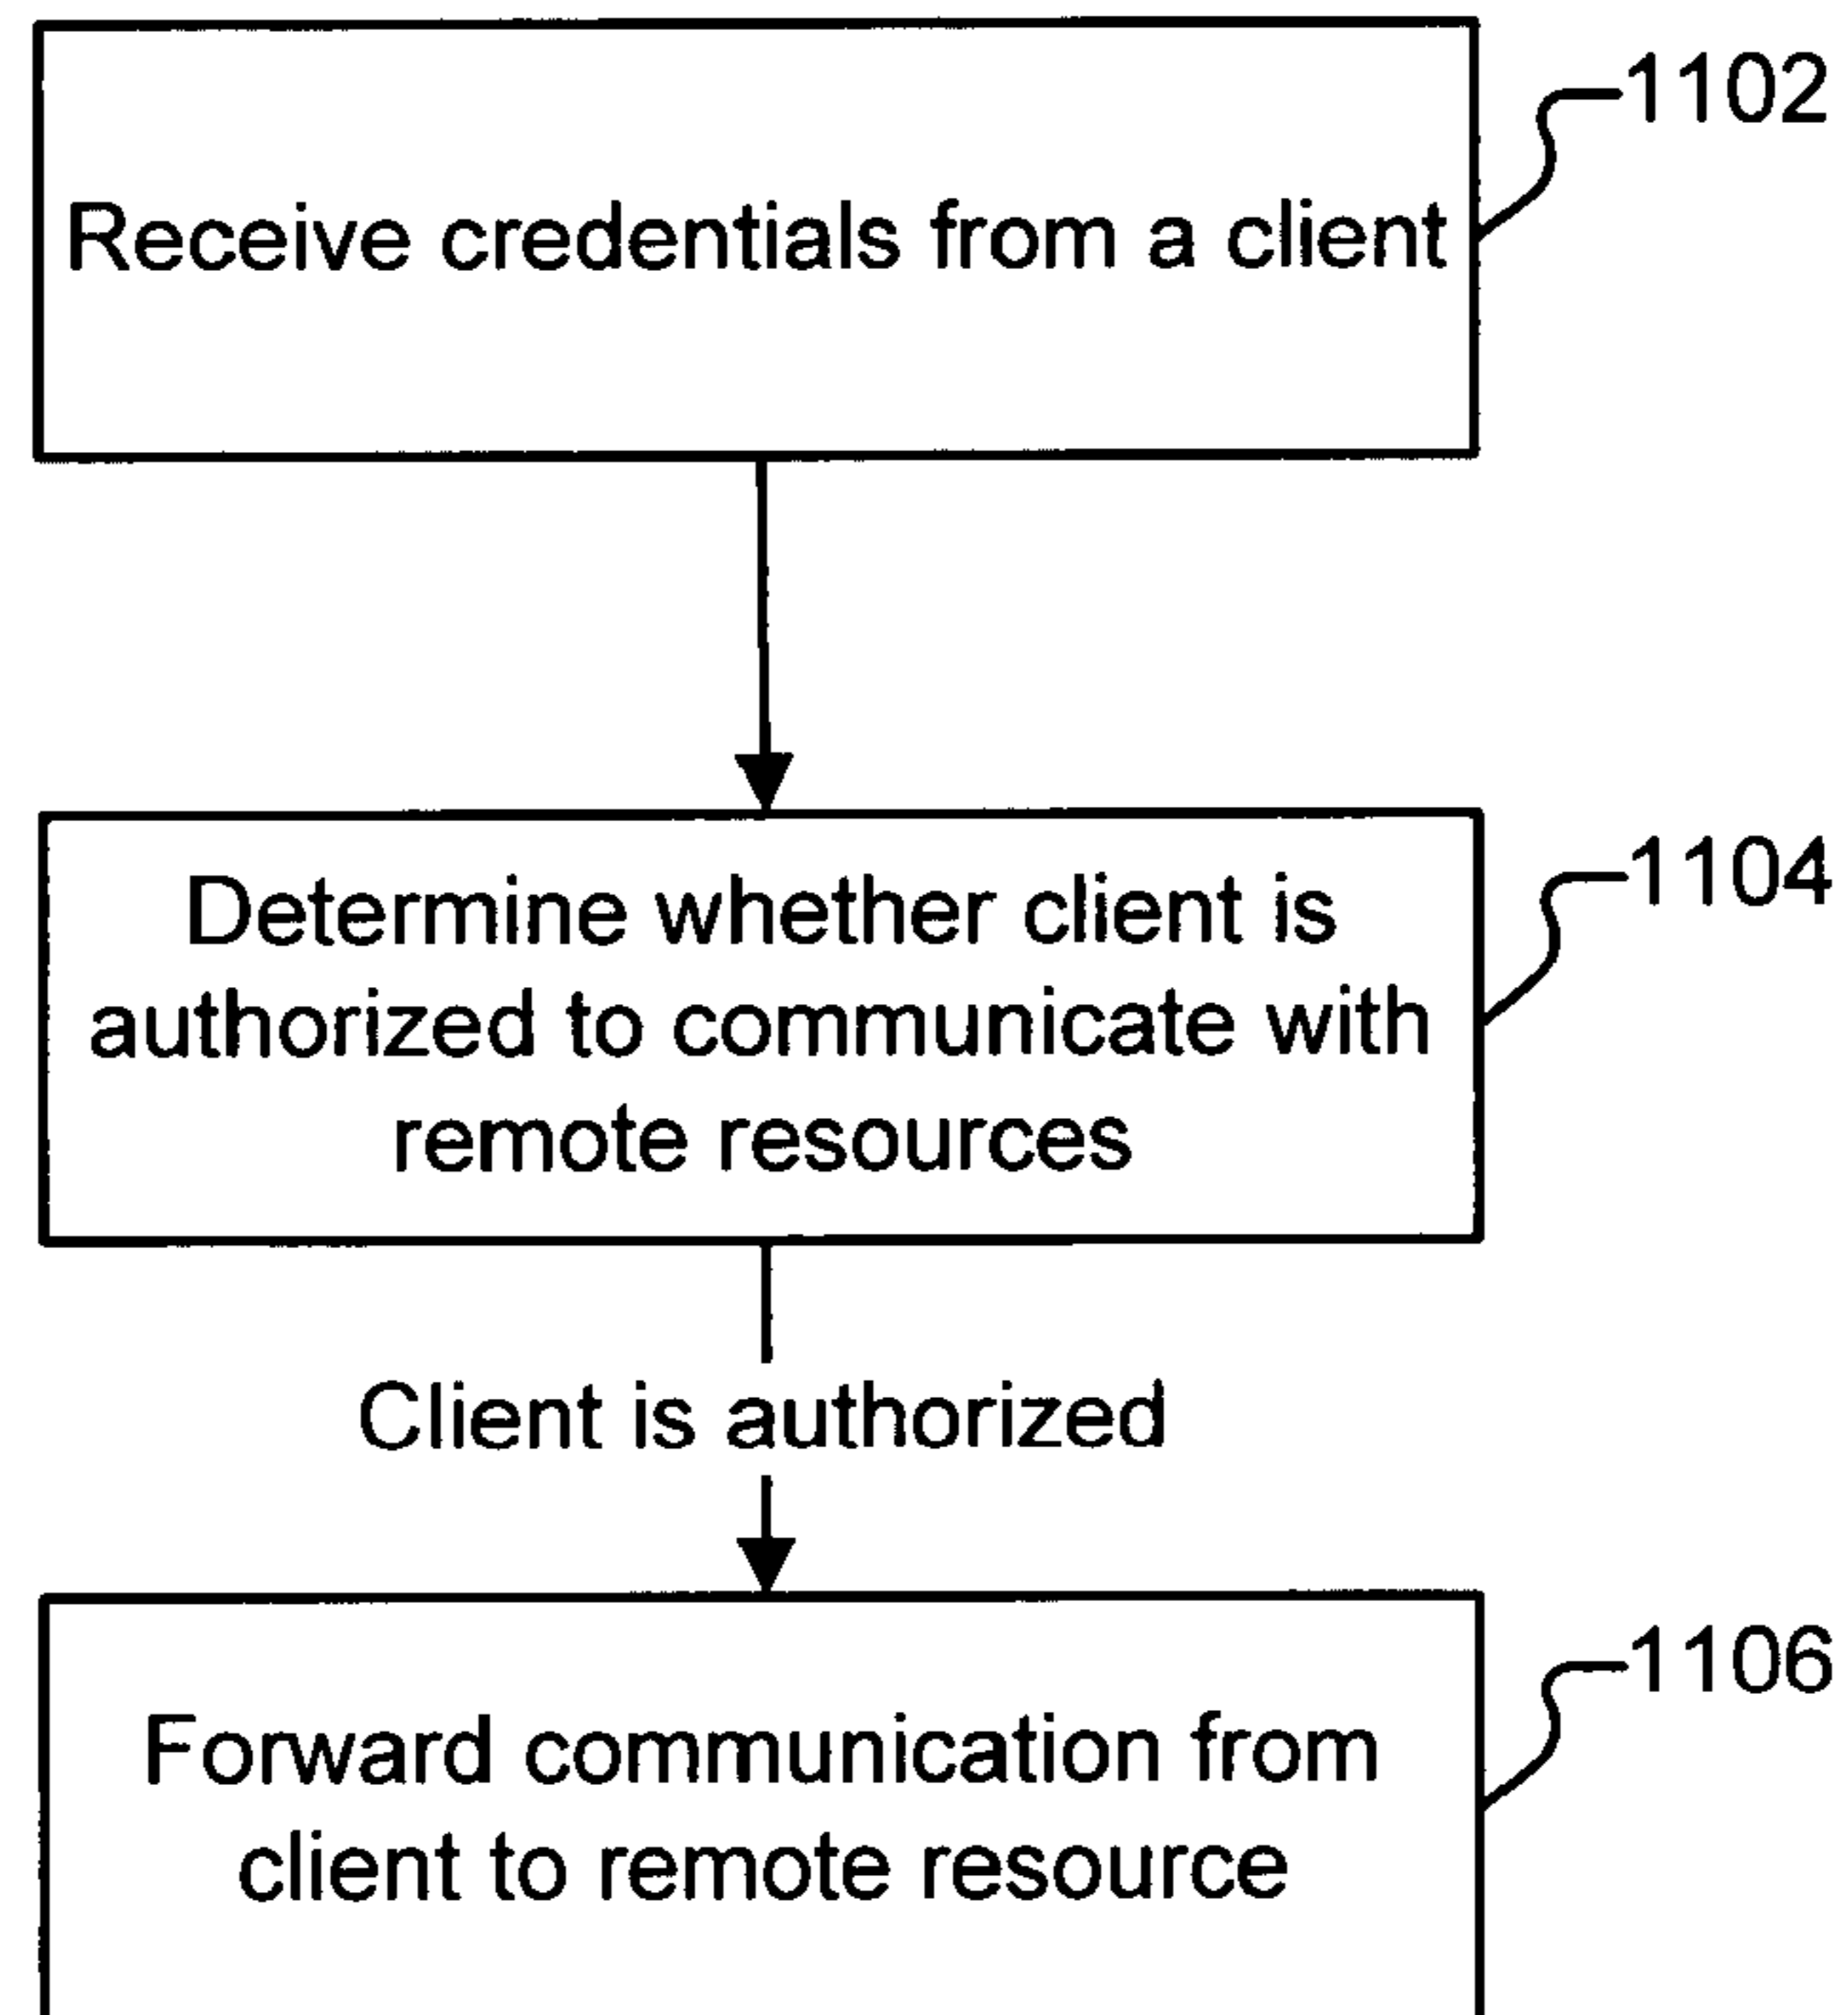 1102
Receive credentials from a client
1104
Determine whether client is
authorized to communicate with
remote resources
Client is authorized
1106
Forward communication from
client to remote resource